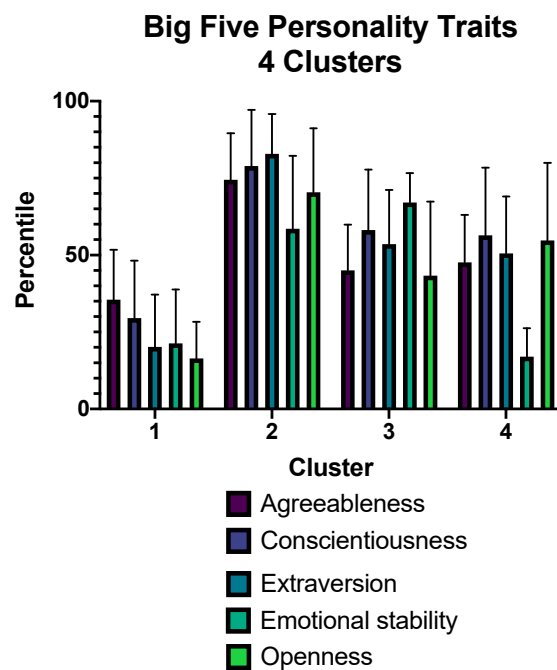 Big Five Personality Traits
4 Clusters
Percentile
100
50
0
1 2 3 4
Cluster
Agreeableness
Conscientiousness
Extraversion
Emotional stability
Openness